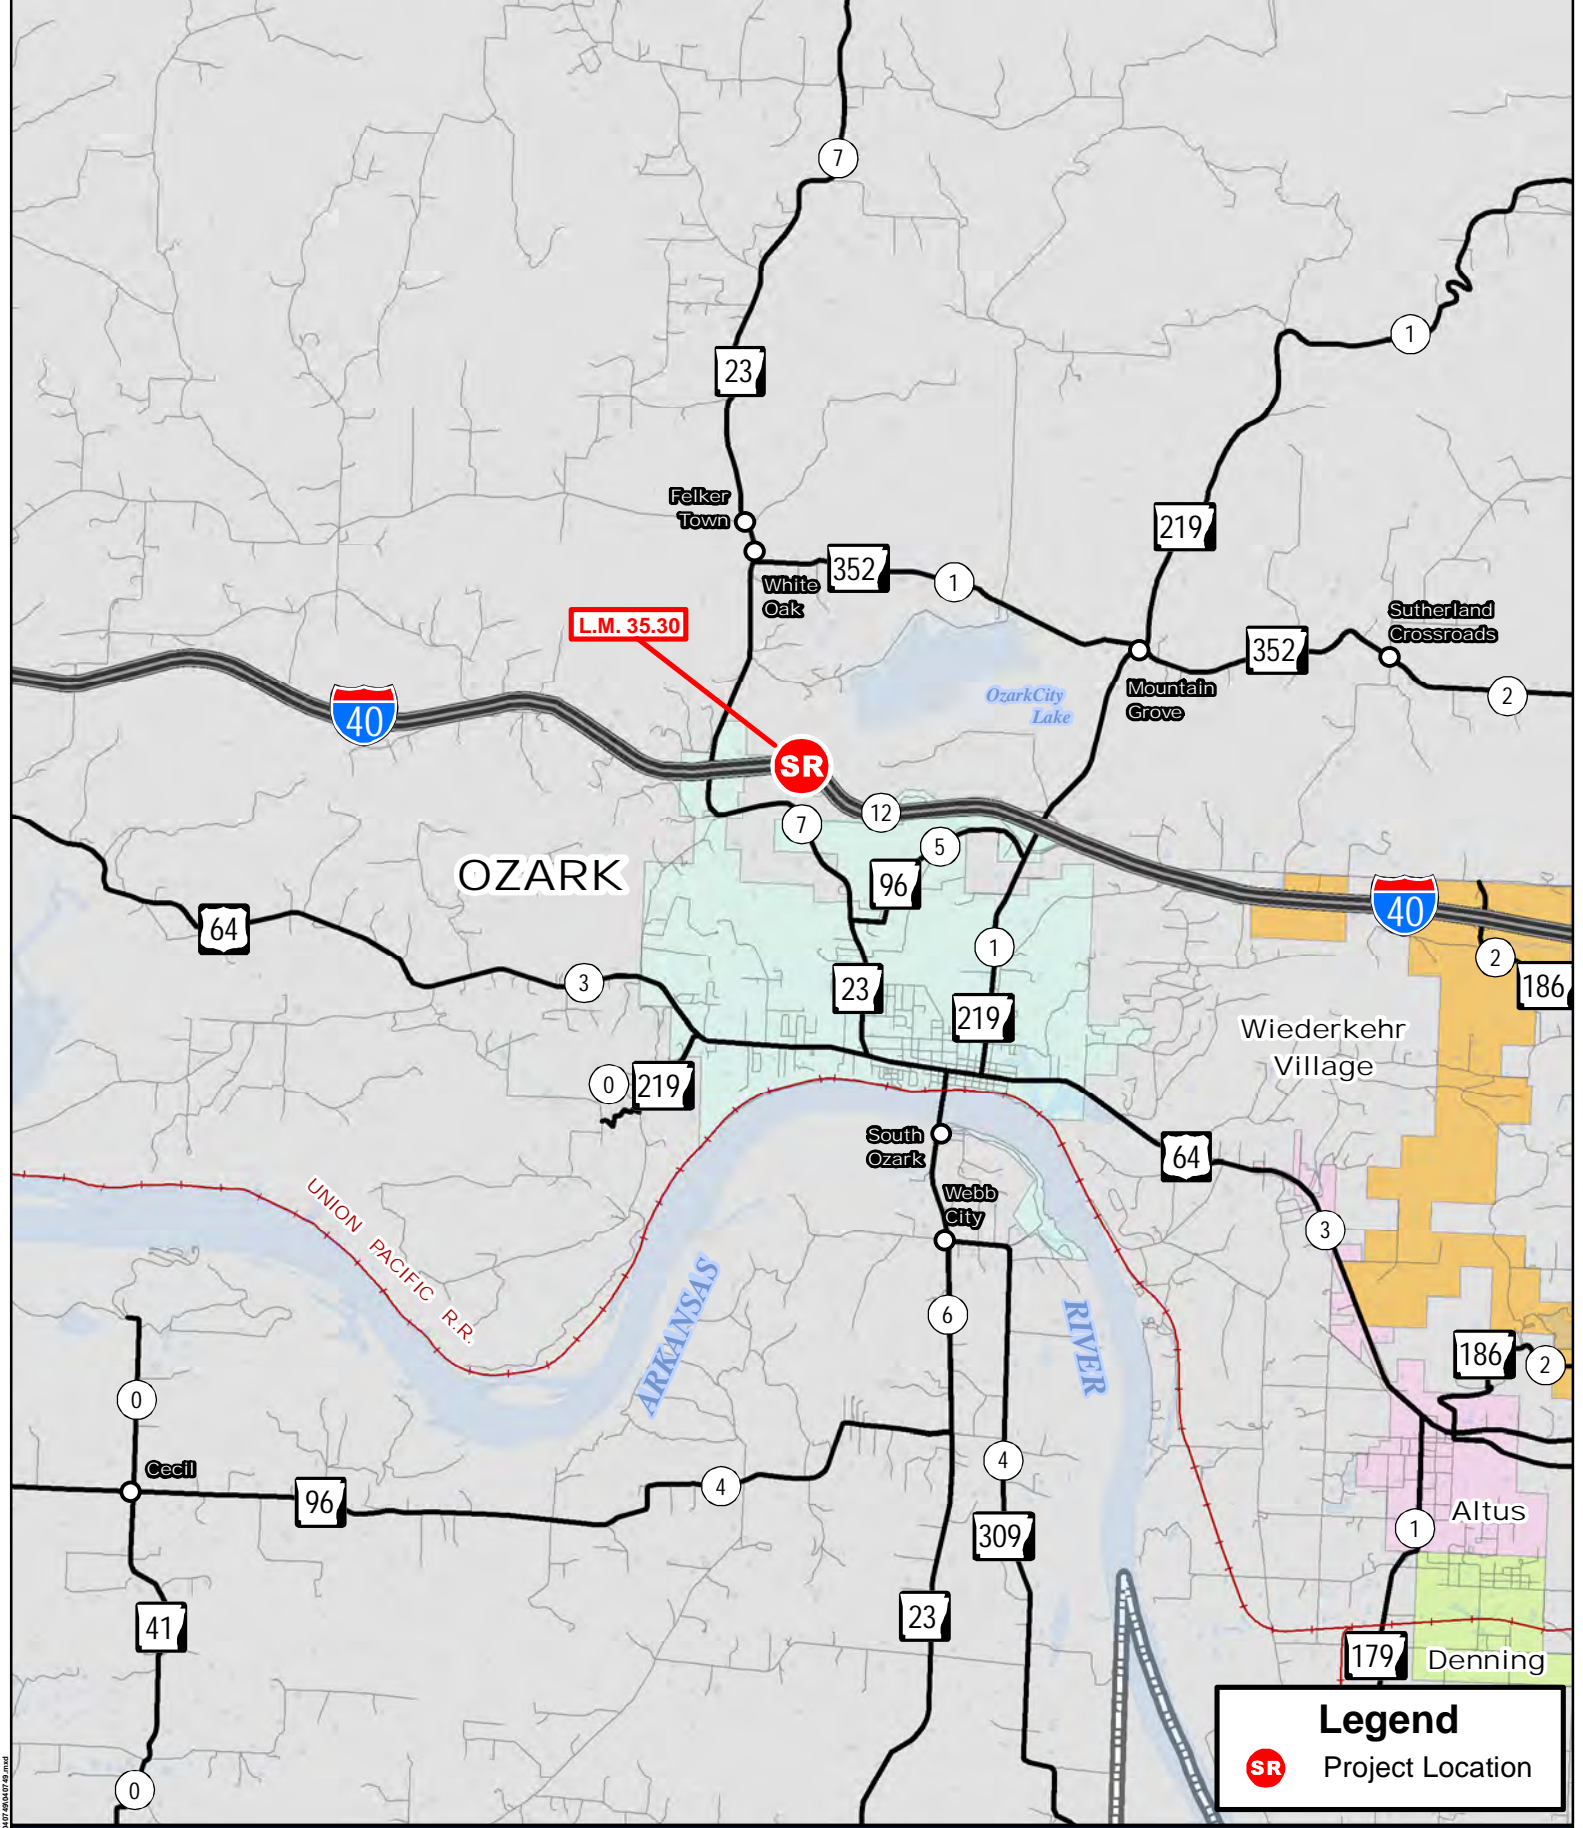 7
1
23
Felker
Town
219
352
1
White
Oak
L.M. 35.30
Sutherland
Crossroads
352
Mountain
Grove
OzarkCity
Lake
2
40
SR
12
7
5
OZARK
96
40
64
1
2
3
23
186
219
Wiederkehr
Village
0
219
South
Ozark
64
Webb
City
UNION PACIFIC R.R.
3
ARKANSAS
RIVER
6
186
2
0
Cecil
4
4
96
Altus
1
309
41
23
179
Denning
Legend
SR Project Location
0
040749\040749.mxd